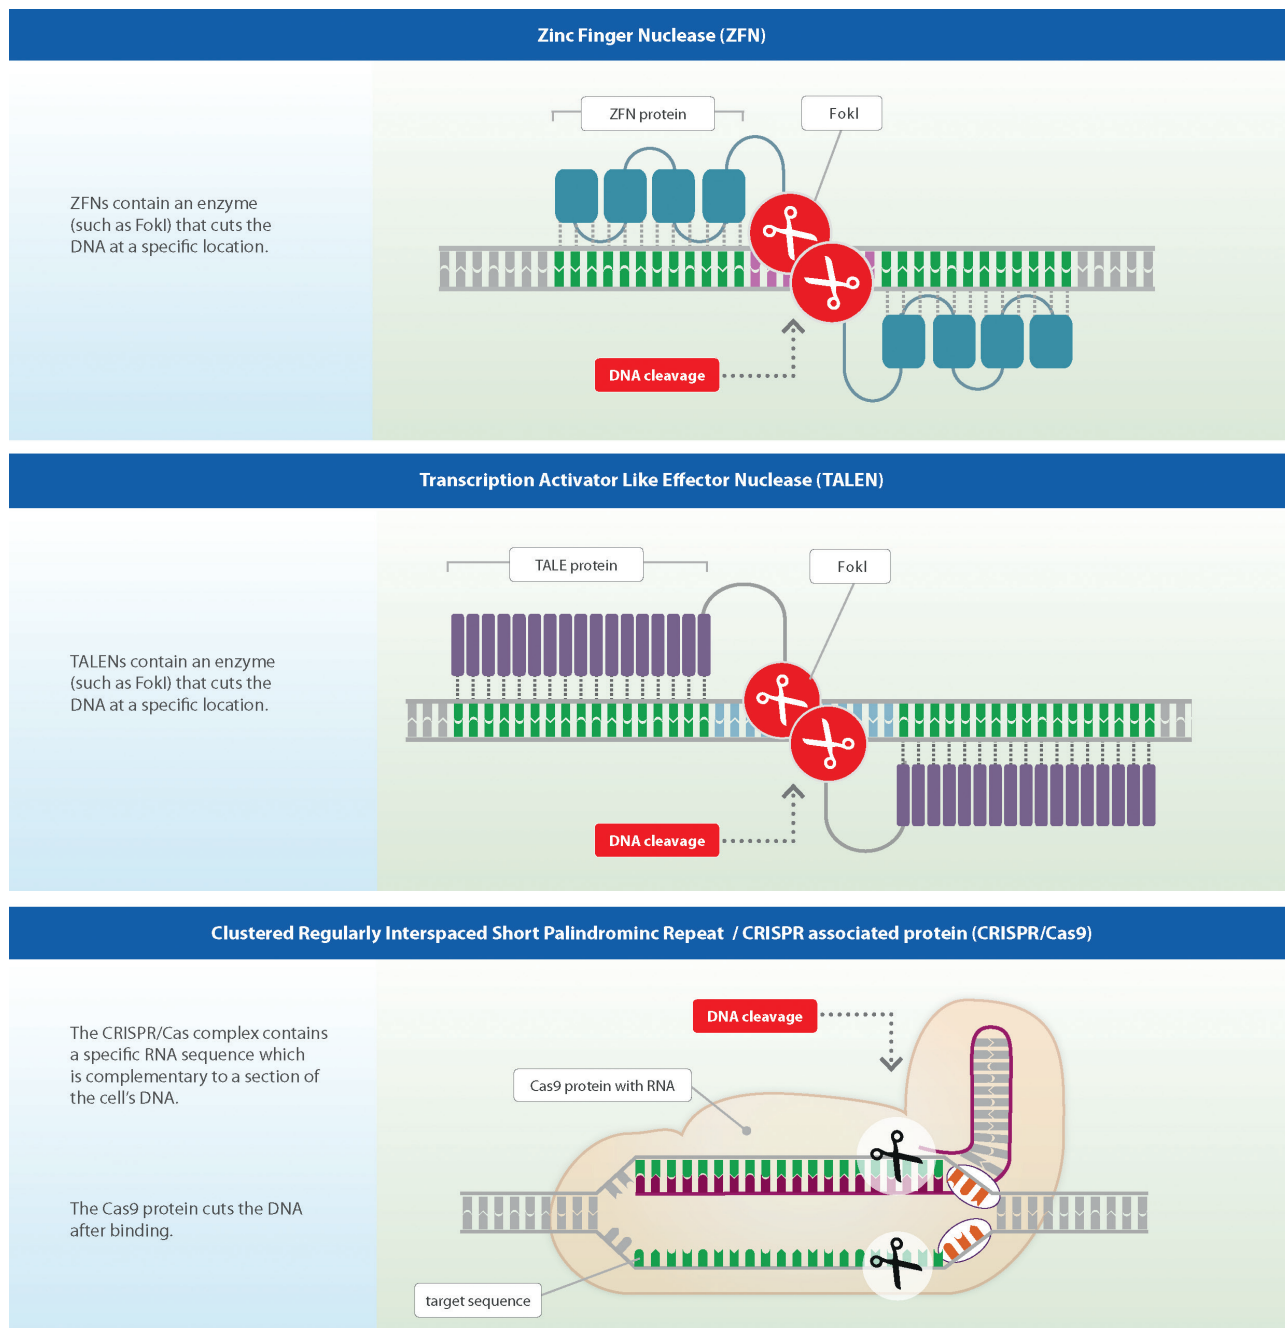 Zinc Finger Nuclease (ZFN)
ZFN protein
FokI
ZFNs contain an enzyme
(such as FokI) that cuts the
DNA at a specific location.
DNA cleavage
Transcription Activator Like Effector Nuclease (TALEN)
TALE protein
FokI
TALENs contain an enzyme
(such as FokI) that cuts the
DNA at a specific location.
DNA cleavage
Clustered Regularly Interspaced Short Palindrominc Repeat / CRISPR associated protein (CRISPR/Cas9)
DNA cleavage
The CRISPR/Cas complex contains
a specific RNA sequence which
is complementary to a section of
the cell's DNA.
Cas9 protein with RNA
The Cas9 protein cuts the DNA
after binding.
target sequence